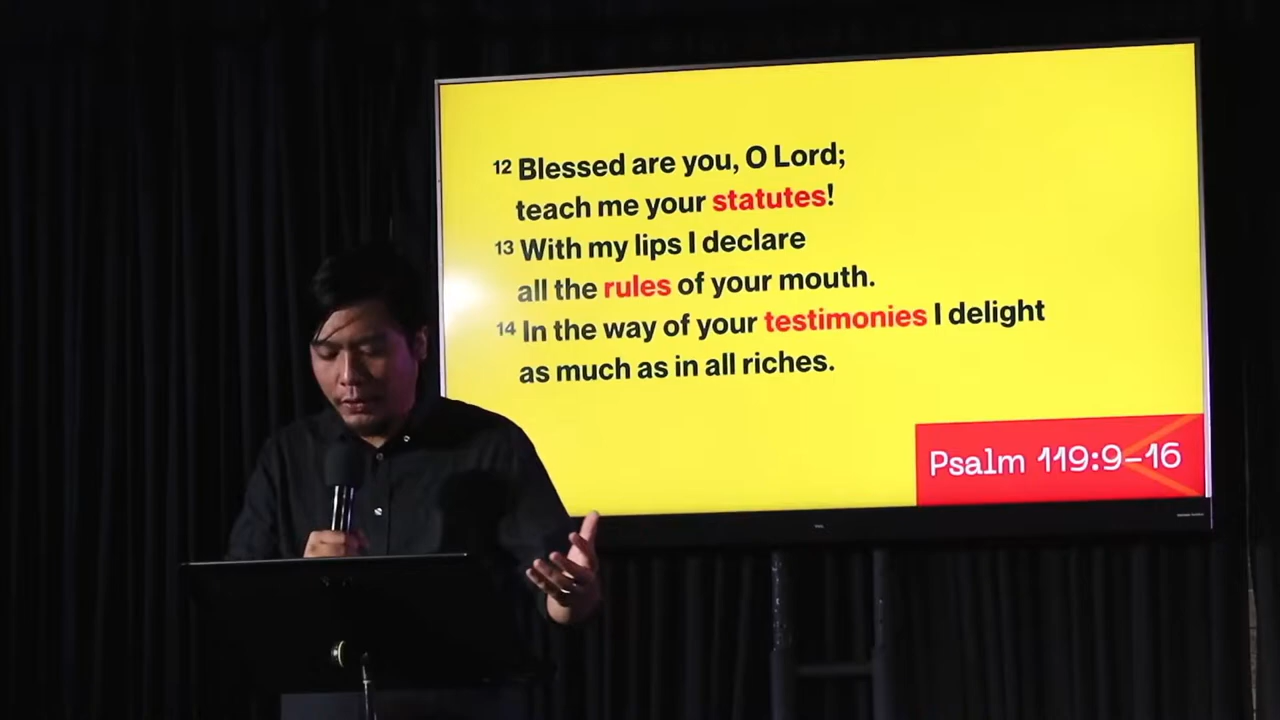 12 Blessed are you, O Lord;
teach me your statutes!
13 With my lips I declare
all the rules of your mouth.
14 In the way of your testimonies I delight
as much as in all riches.
Psalm 119:9–16